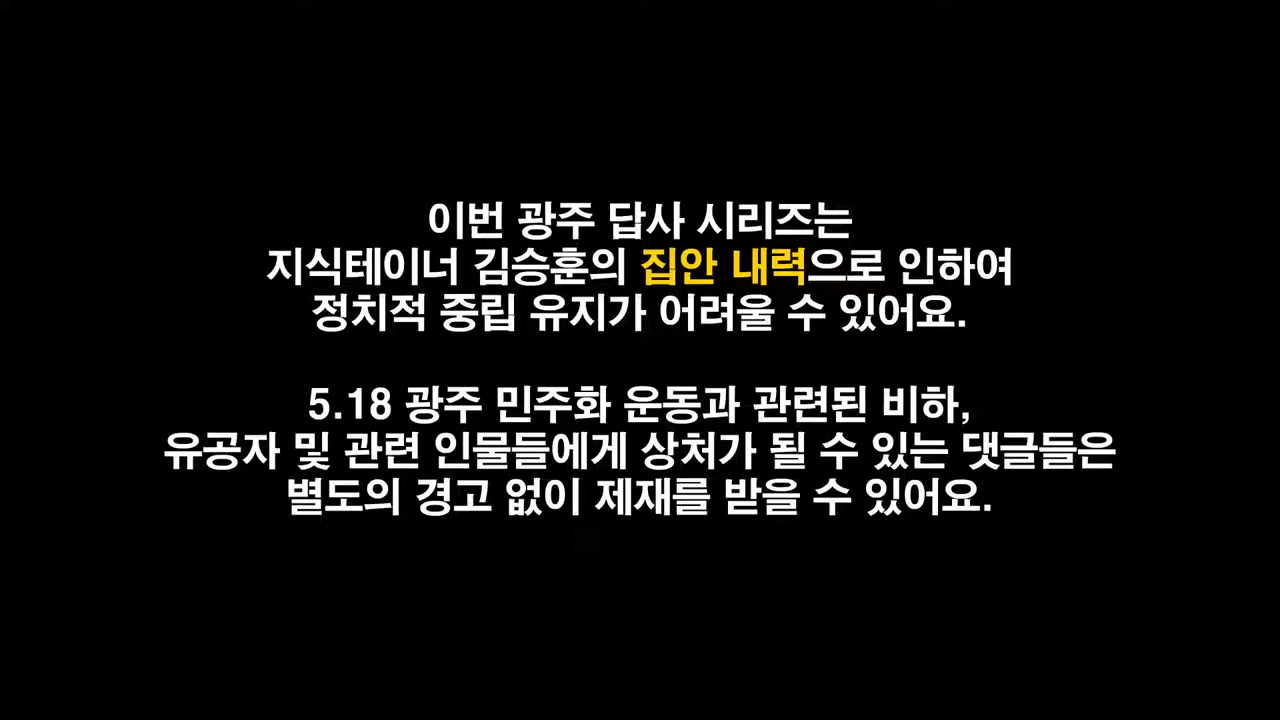 이번 광주 답사 시리즈는
지식테이너 김승훈의 집안 내력으로 인하여
정치적 중립 유지가 어려울 수 있어요.
5.18 광주 민주화 운동과 관련된 비하,
유공자 및 관련 인물들에게 상처가 될 수 있는 댓글들은
별도의 경고 없이 제재를 받을 수 있어요.